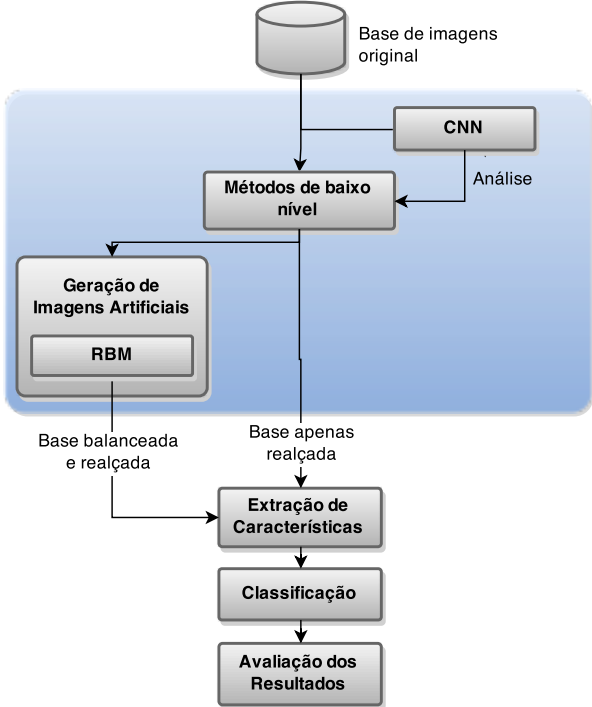 Base de imagens
original
CNN
Análise
Métodos de baixo
nível
Geração de
Imagens Artificiais
RBM
Base balanceada
e realçada
Base apenas
realçada
Extração de
Características
Classificação
Avaliação dos
Resultados